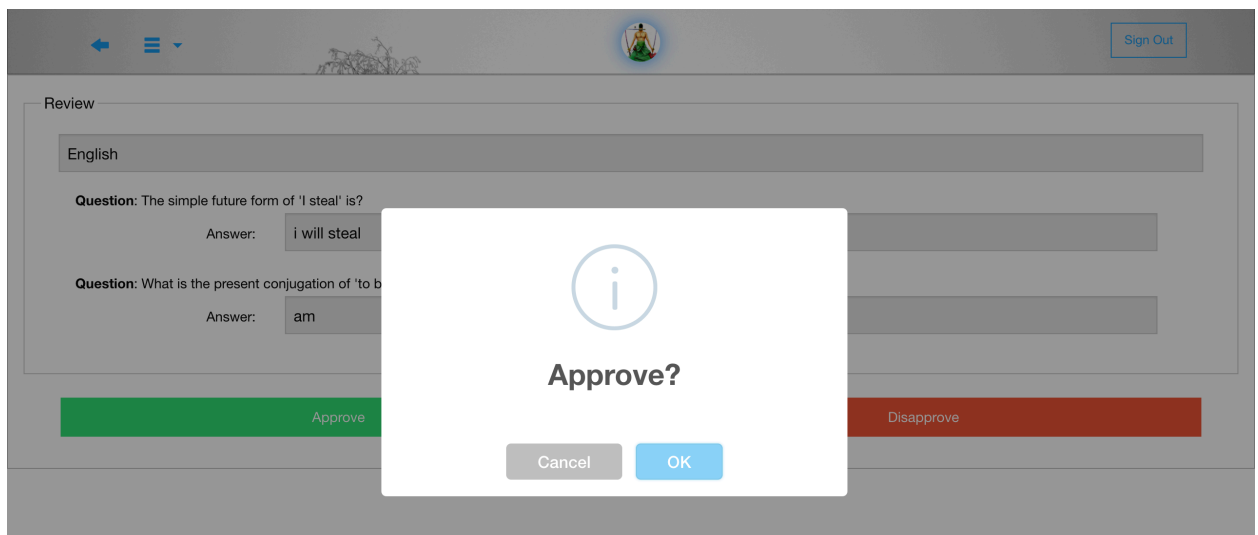 Sign Out
Review
English
Question: The simple future form of 'I steal' is?
Answer: i will steal
Question: What is the present conjugation of 'to b
Answer: am
Approve?
Approve
Disapprove
Cancel OK